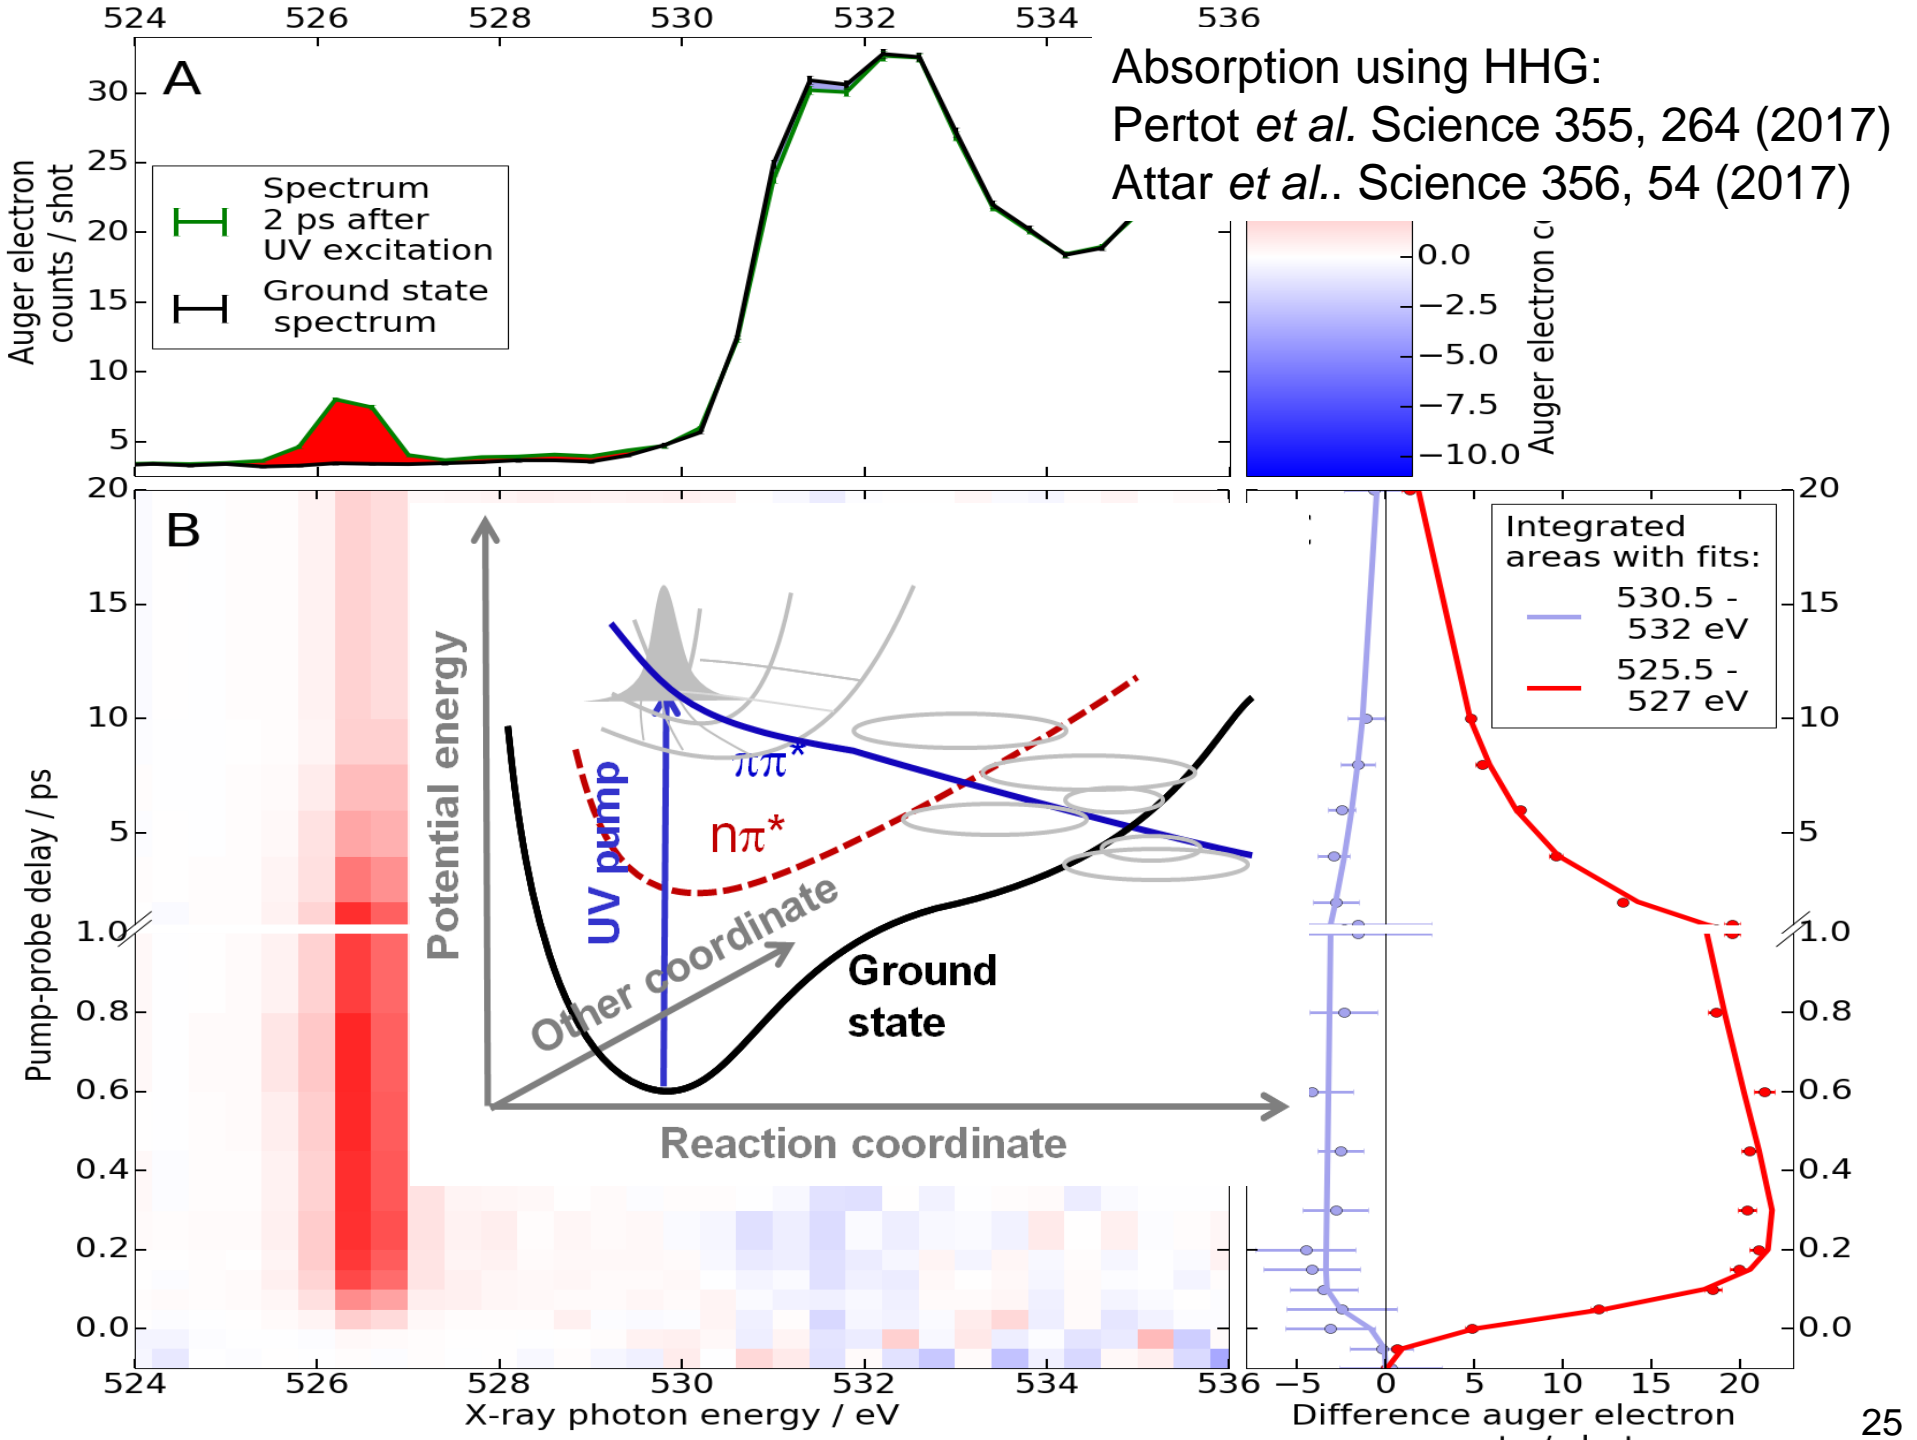 524 526 528 530 532 534 536
Absorption using HHG:
Pertot et al. Science 355, 264 (2017)
Attar et al.. Science 356, 54 (2017)
A
30
25
20
15
10
5
Auger electron
counts / shot
Spectrum
2 ps after
UV excitation
Ground state
spectrum
0.0
−2.5
−5.0
−7.5
−10.0
Auger electron
B
20
15
10
5
1.0
0.8
0.6
0.4
0.2
0.0
Pump-probe delay / ps
Potential energy
UV pump
ππ*
nπ*
Other coordinate
Ground
state
Reaction coordinate
524 526 528 530 532 534 536
X-ray photon energy / eV
Integrated
areas with fits:
530.5 -
532 eV
525.5 -
527 eV
20
15
10
5
1.0
0.8
0.6
0.4
0.2
0.0
−5 0 5 10 15 20
Difference auger electron
25